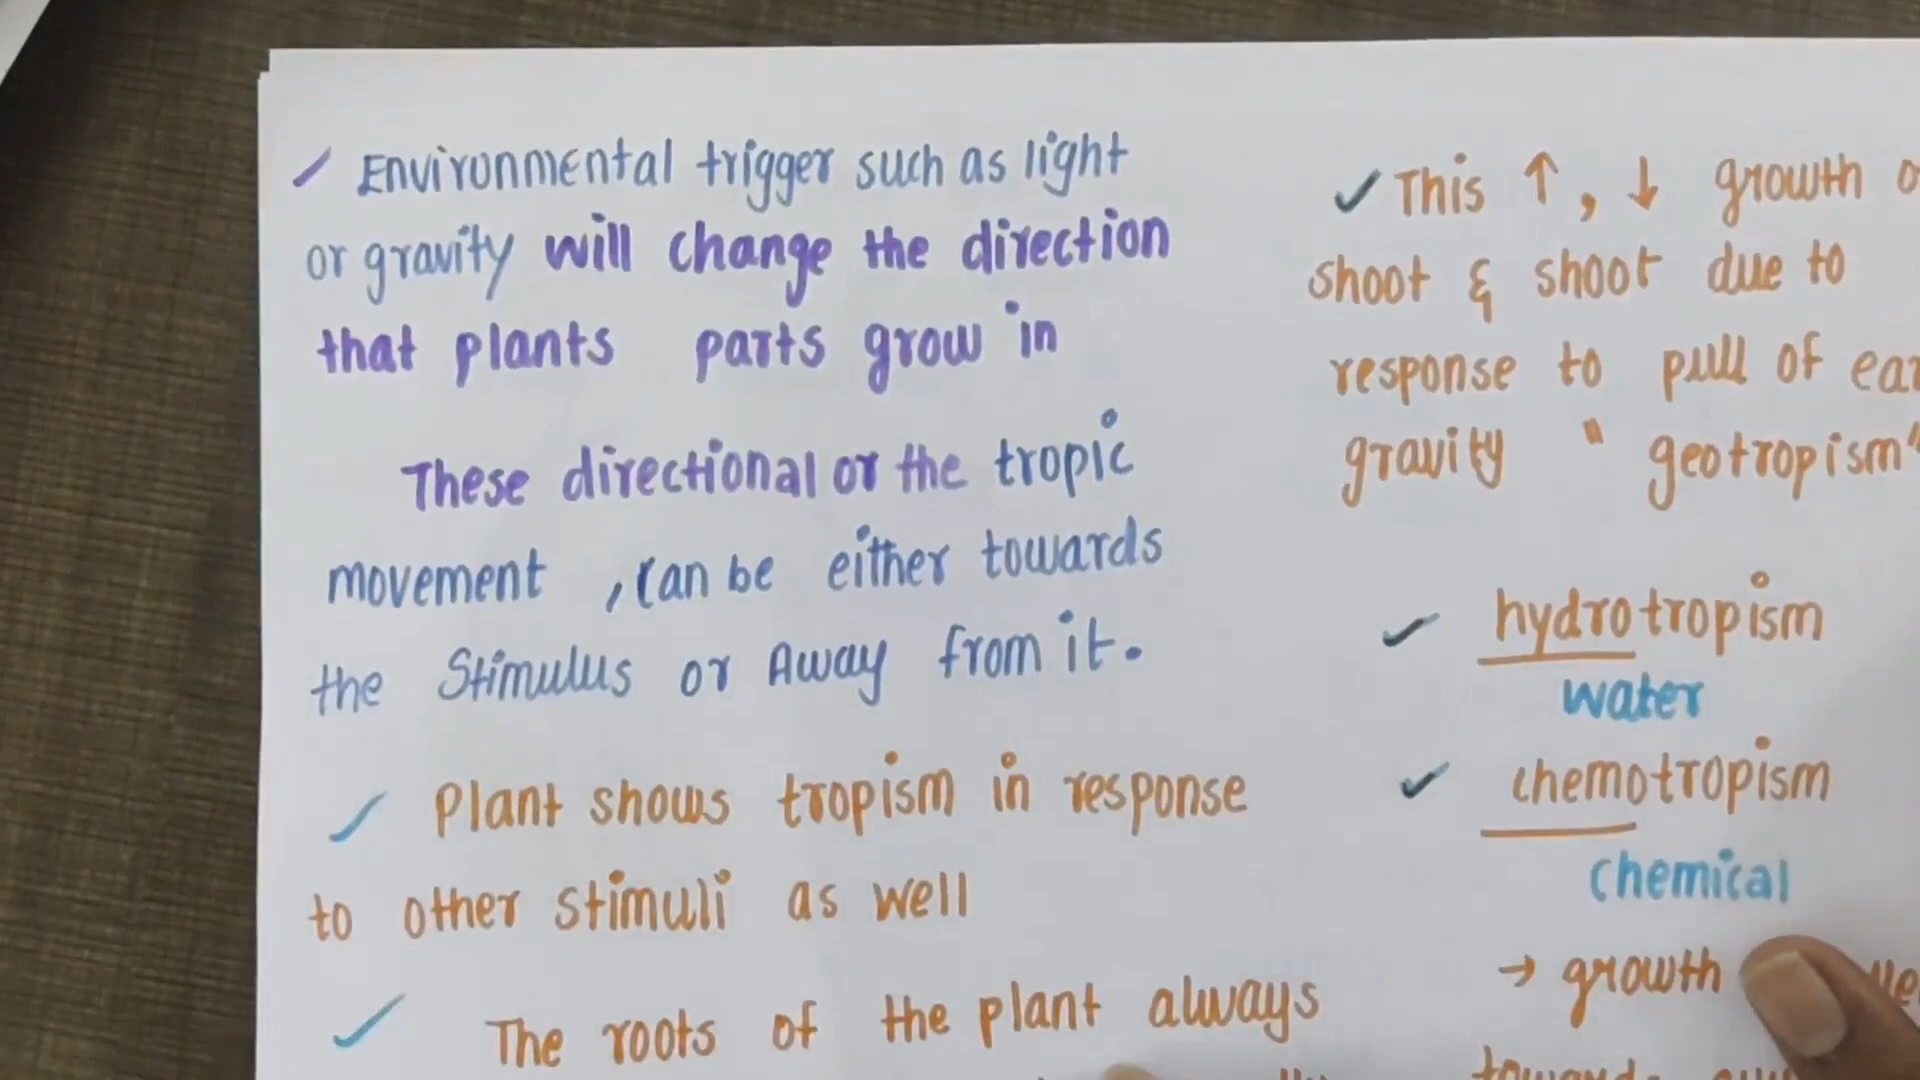 Environmental trigger such as light
or gravity will change the direction
that plants parts grow in
These directional or the tropic
movement , can be either towards
the Stimulus or Away from it.
Plant shows tropism in response
to other stimuli as well
The roots of the plant always
This ↑ , ↓ growth
shoot & shoot due to
response to pull of
gravity " geotropism"
hydrotropism
water
chemotropism
chemical
→ growth
towards